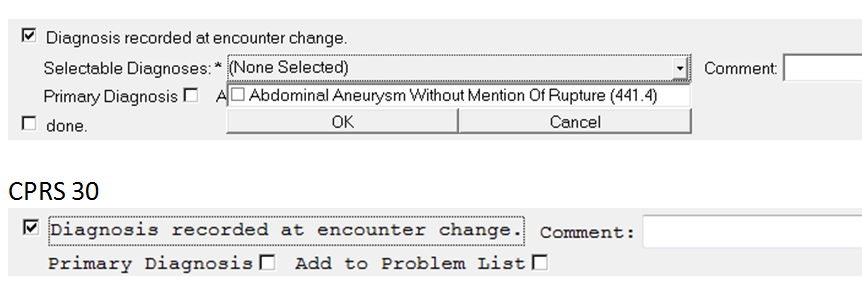 Diagnosis recorded at encounter change.
Selectable Diagnoses: * (None Selected) Comment:
Primary Diagnosis A Abdominal Aneurysm Without Mention Of Rupture (441.4)
done. OK Cancel
CPRS 30
Diagnosis recorded at encounter change. Comment:
Primary Diagnosis Add to Problem List